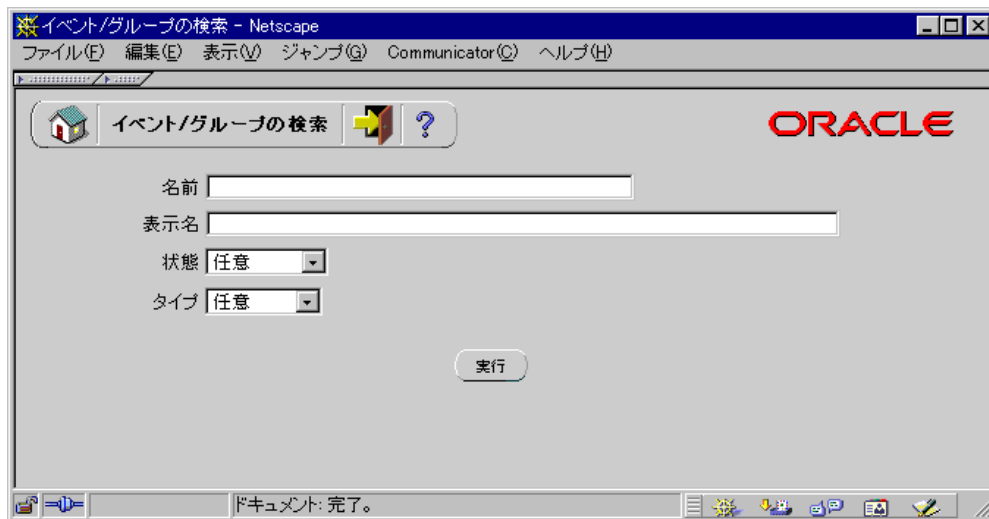 イベント/グループの検索 - Netscape
ファイル(F) 編集(E) 表示(V) ジャンプ(G) Communicator(C) ヘルプ(H)
イベント/グループの検索 ?
ORACLE
名前
表示名
状態 任意
タイプ 任意
実行
ドキュメント: 完了。